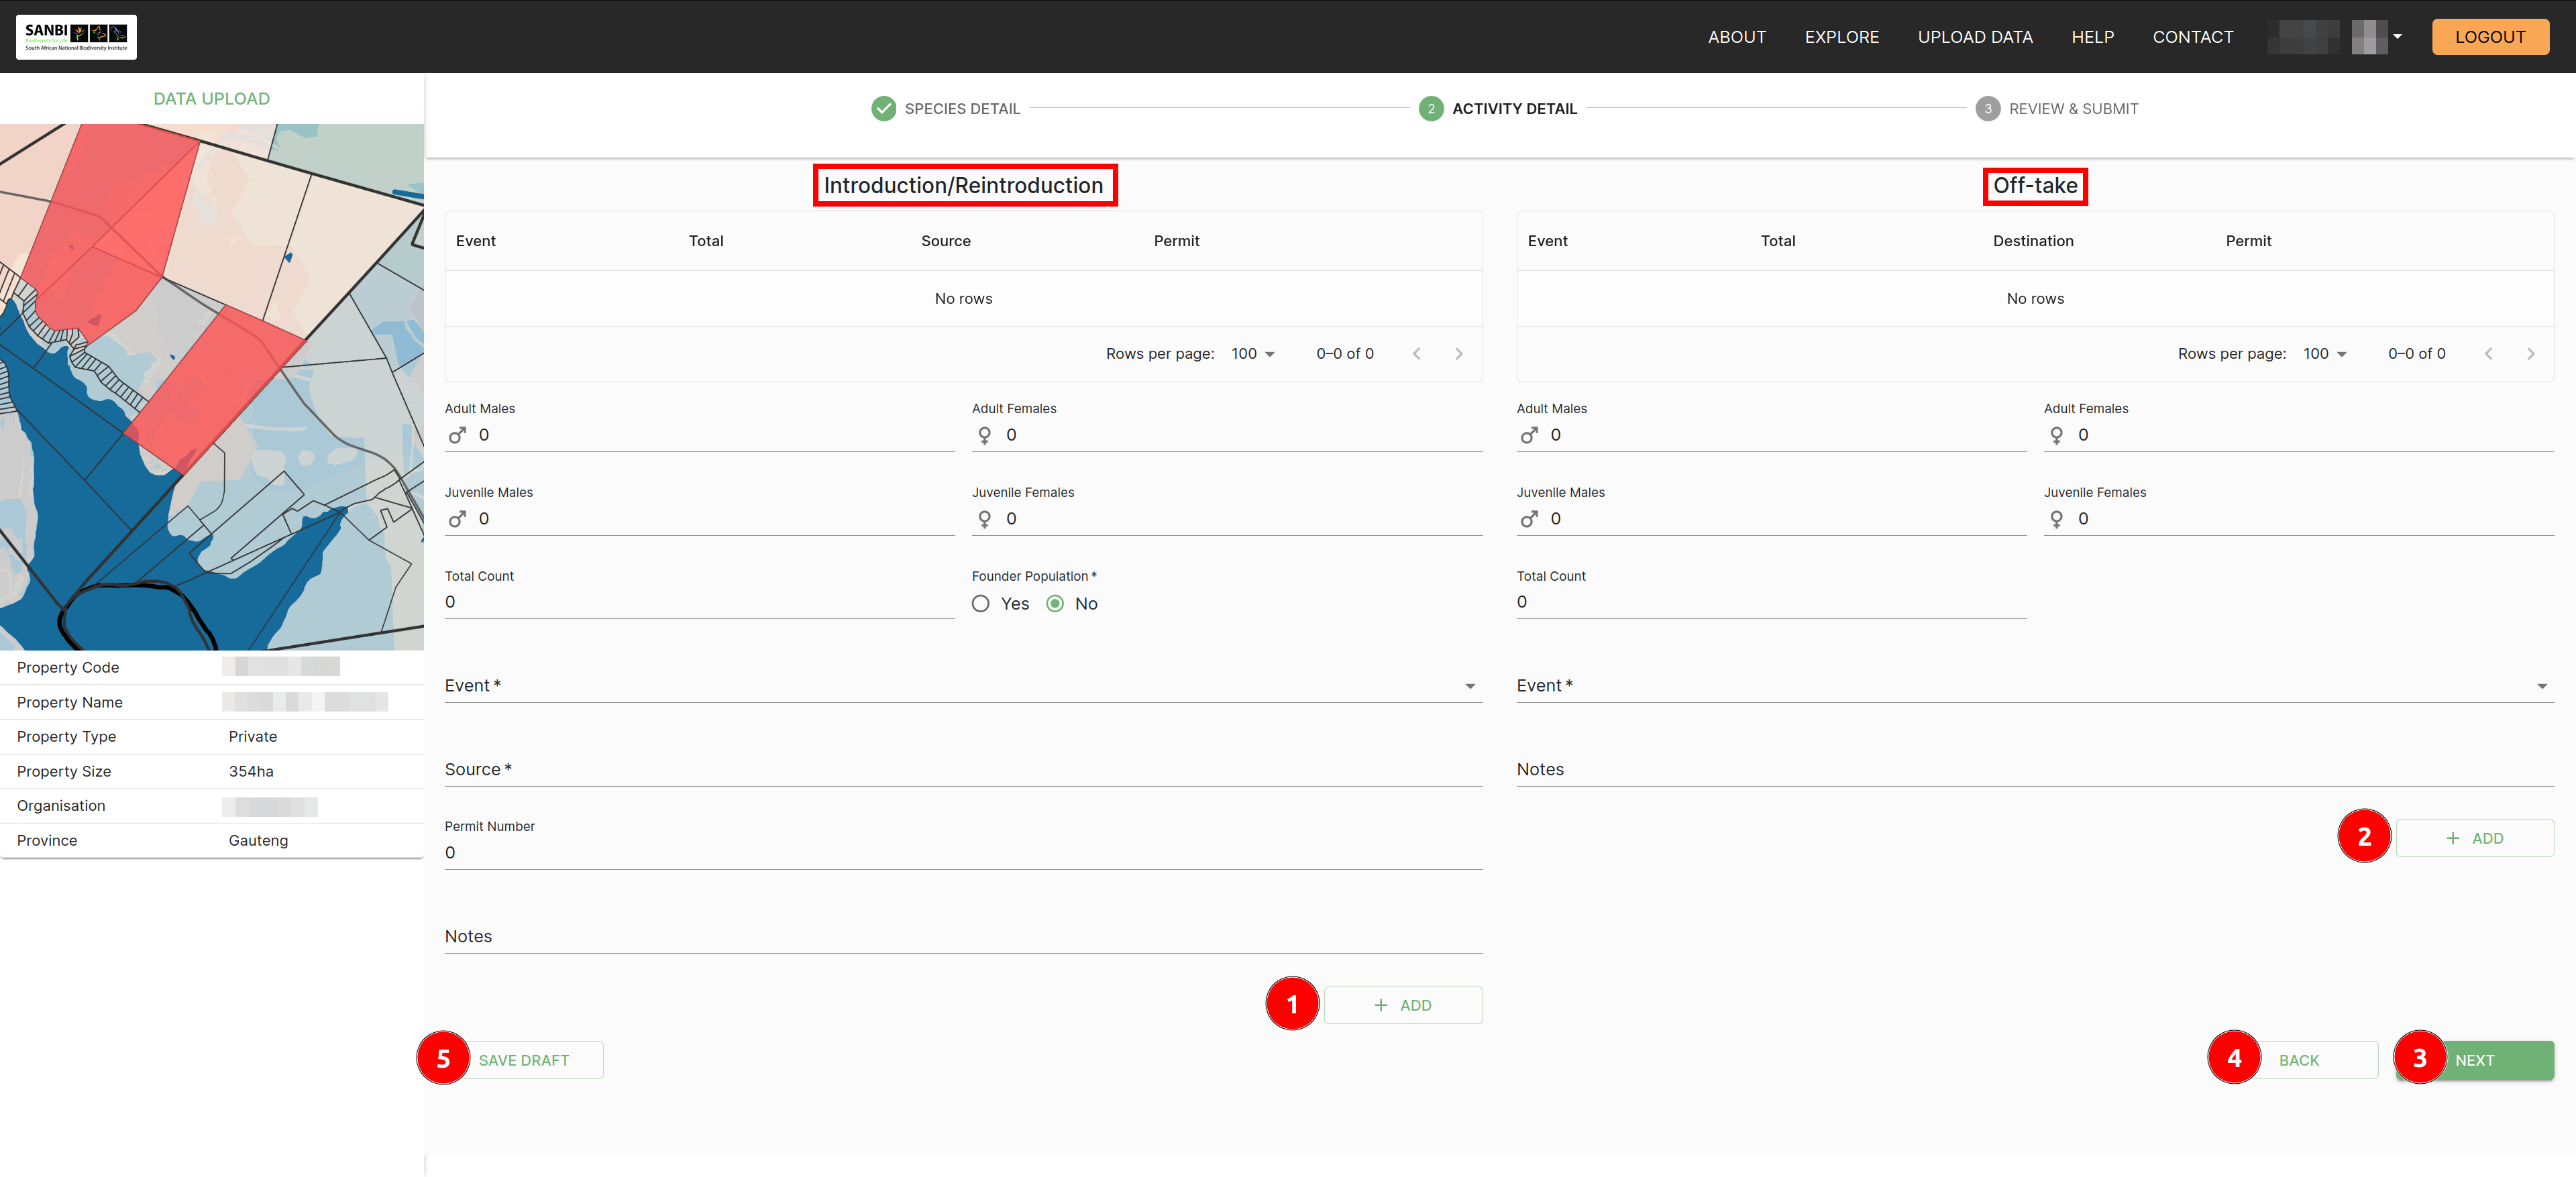 SANBI
Biodiversity for Life
South African National Biodiversity Institute
ABOUT EXPLORE UPLOAD DATA HELP CONTACT LOGOUT
DATA UPLOAD
SPECIES DETAIL 2 ACTIVITY DETAIL 3 REVIEW & SUBMIT
Introduction/Reintroduction
Event Total Source Permit
No rows
Rows per page: 100 0–0 of 0
Adult Males Adult Females
0 0
Juvenile Males Juvenile Females
0 0
Total Count Founder Population *
0 Yes No
Event *
Source *
Permit Number
0
Notes
1 + ADD
5 SAVE DRAFT
Off-take
Event Total Destination Permit
No rows
Rows per page: 100 0–0 of 0
Adult Males Adult Females
0 0
Juvenile Males Juvenile Females
0 0
Total Count
0
Event *
Notes
2 + ADD
4 BACK 3 NEXT
Property Code
Property Name
Property Type Private
Property Size 354ha
Organisation
Province Gauteng